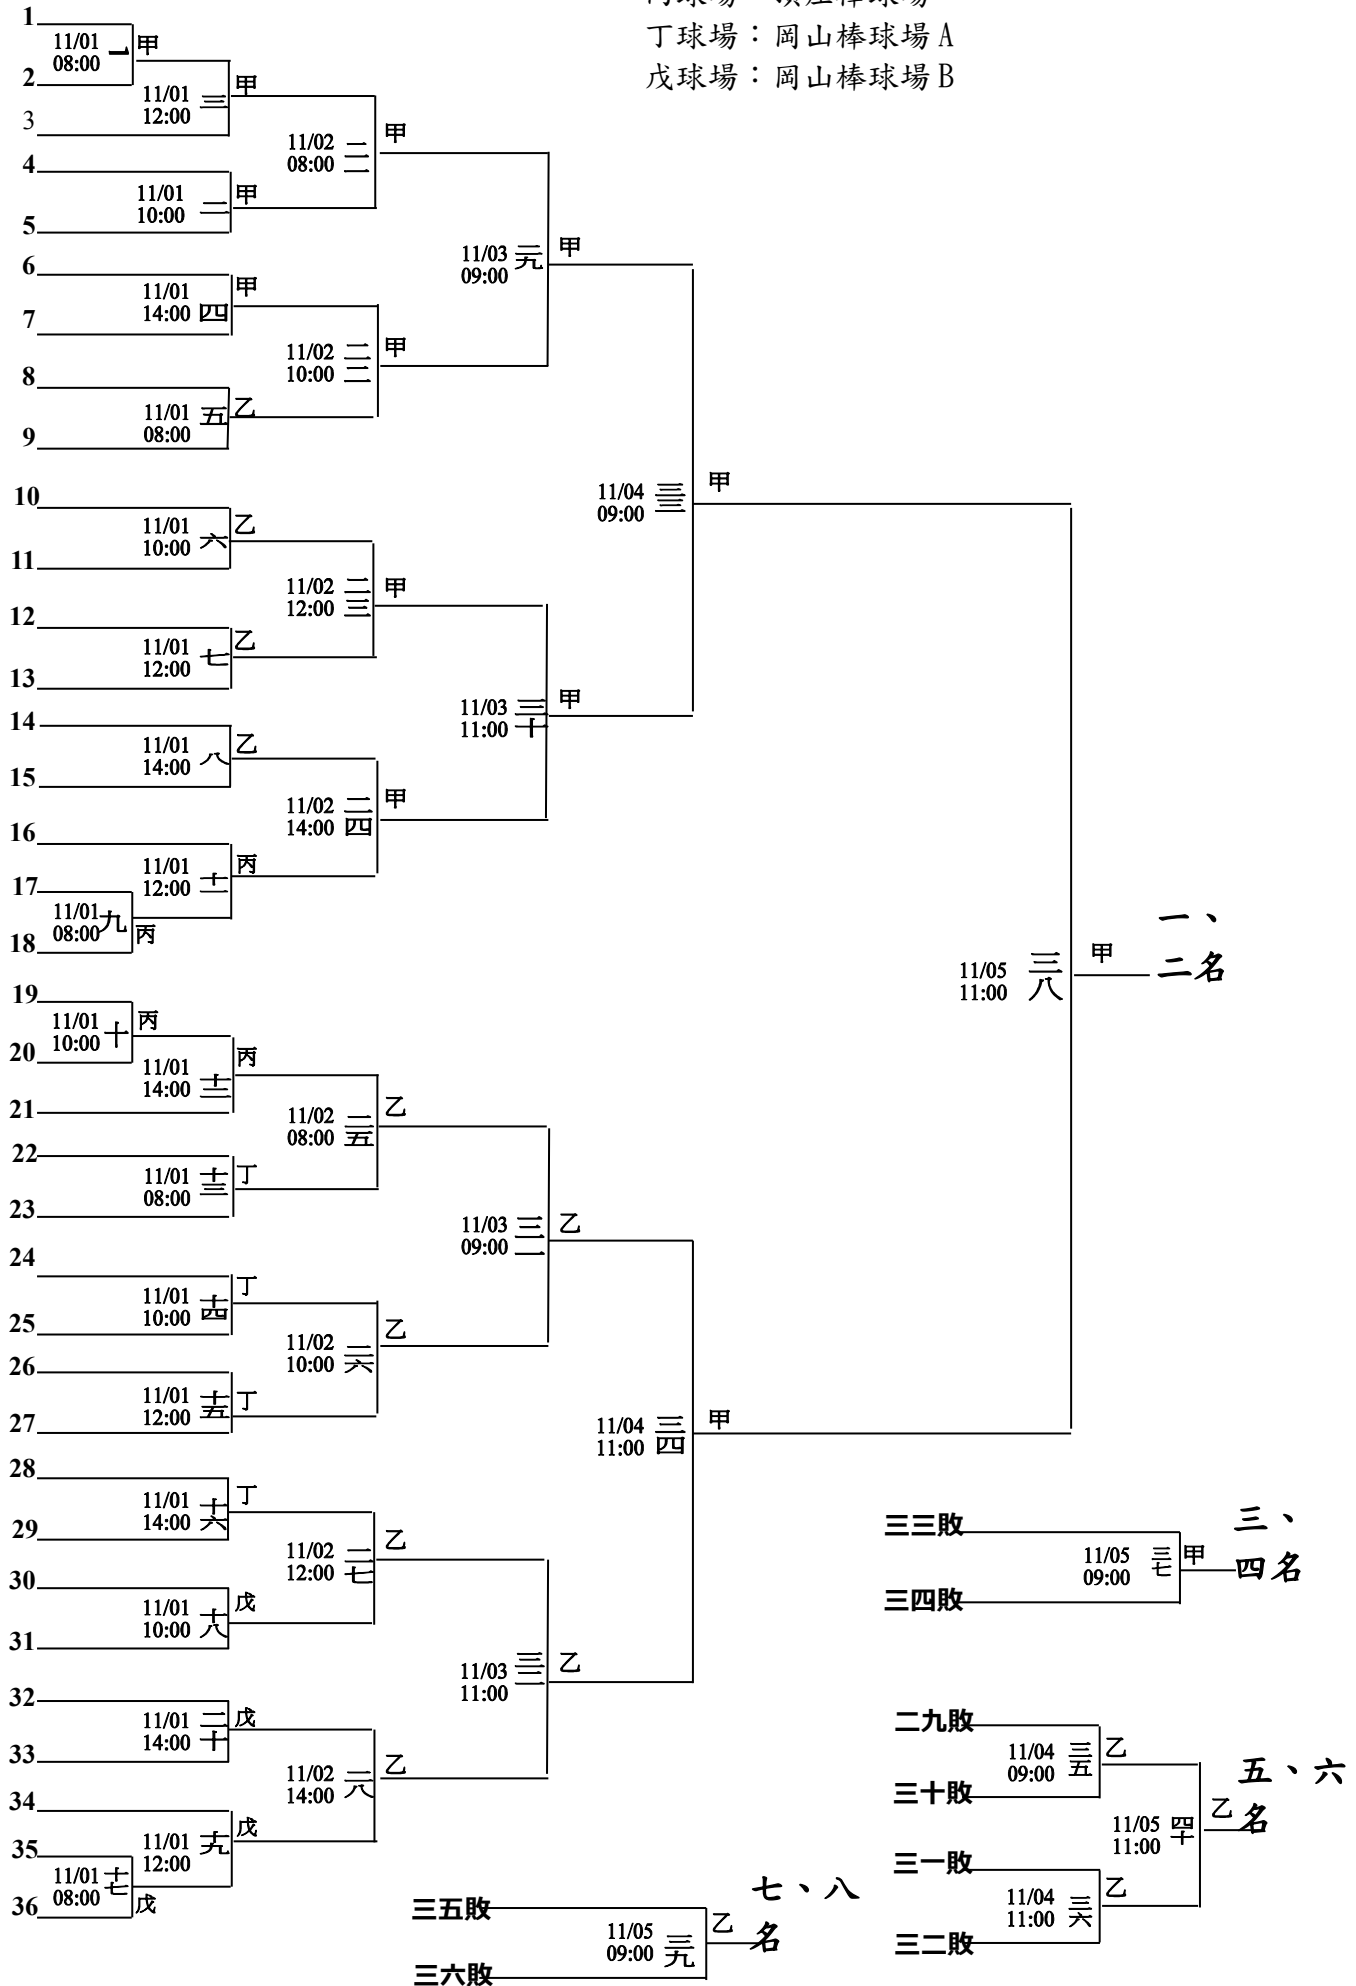 丁球場：岡山棒球場 A
戊球場：岡山棒球場 B
1
11/01
08:00
一
甲
2
11/01
12:00
三
甲
3
11/02
08:00
二一
甲
4
11/01
10:00
二
甲
5
11/03
09:00
二九
甲
6
11/01
14:00
四
甲
7
11/02
10:00
二二
甲
8
11/01
08:00
五
乙
9
11/04
09:00
三三
甲
10
11/01
10:00
六
乙
11
11/02
12:00
二三
甲
12
11/01
12:00
七
乙
13
11/03
11:00
三十
甲
14
11/01
14:00
八
乙
15
11/02
14:00
二四
甲
16
11/01
12:00
十一
丙
17
11/01
08:00
九
丙
18
11/05
11:00
三八
甲
一、
二名
19
11/01
10:00
十
丙
20
11/01
14:00
十二
丙
21
11/02
08:00
二五
乙
22
11/01
08:00
十三
丁
23
11/03
09:00
三一
乙
24
11/01
10:00
十四
丁
25
11/02
10:00
二六
乙
26
11/01
12:00
十五
丁
27
11/04
11:00
三四
甲
28
11/01
14:00
十六
丁
29
11/02
12:00
二七
乙
30
11/01
10:00
十八
戊
31
11/03
11:00
三二
乙
32
11/01
14:00
二十
戊
33
11/02
14:00
二八
乙
34
11/01
12:00
十九
戊
35
11/01
08:00
十七
戊
36
三三敗
11/05
09:00
三七
甲
三四敗
三、
四名
二九敗
11/04
09:00
三五
乙
三十敗
11/05
11:00
四十
乙
五、六
名
三一敗
11/04
11:00
三六
乙
三二敗
三五敗
11/05
09:00
三九
乙
三六敗
七、八
名